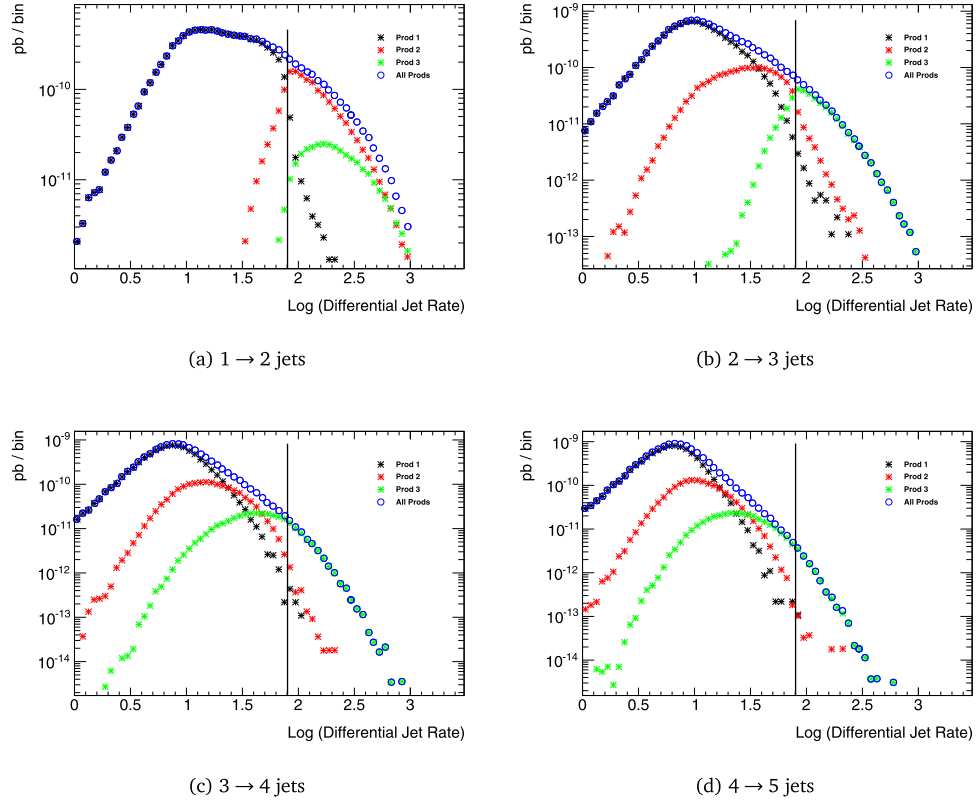 pb / bin
10⁻¹⁰
10⁻¹¹
Prod 1
Prod 2
Prod 3
All Prods
0 0.5 1 1.5 2 2.5 3
Log (Differential Jet Rate)
(a) 1 → 2 jets
pb / bin
10⁻⁹
10⁻¹⁰
10⁻¹¹
10⁻¹²
10⁻¹³
Prod 1
Prod 2
Prod 3
All Prods
0 0.5 1 1.5 2 2.5 3
Log (Differential Jet Rate)
(b) 2 → 3 jets
pb / bin
10⁻⁹
10⁻¹⁰
10⁻¹¹
10⁻¹²
10⁻¹³
10⁻¹⁴
Prod 1
Prod 2
Prod 3
All Prods
0 0.5 1 1.5 2 2.5 3
Log (Differential Jet Rate)
(c) 3 → 4 jets
pb / bin
10⁻⁹
10⁻¹⁰
10⁻¹¹
10⁻¹²
10⁻¹³
10⁻¹⁴
Prod 1
Prod 2
Prod 3
All Prods
0 0.5 1 1.5 2 2.5 3
Log (Differential Jet Rate)
(d) 4 → 5 jets